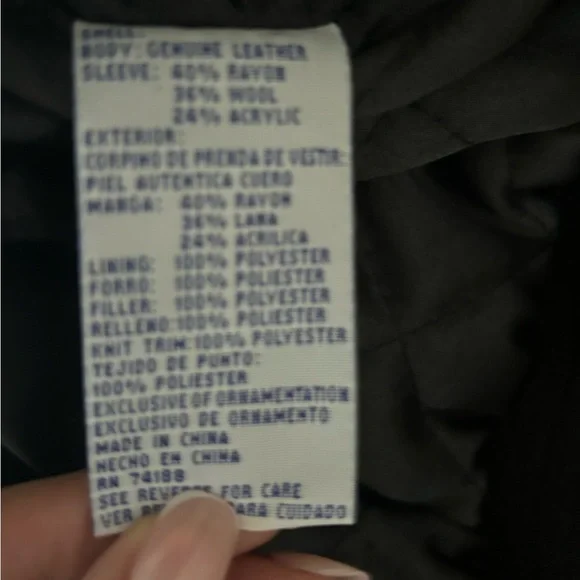 SHELL:
BODY: GENUINE LEATHER
SLEEVE: 40% RAYON
36% WOOL
24% ACRYLIC
EXTERIOR:
CORPINO DE PRENDA DE VESTIR:
PIEL AUTENTICA CUERO
MANGA: 40% RAYON
36% LANA
24% ACRILICA
LINING: 100% POLYESTER
FORRO: 100% POLIESTER
FILLER: 100% POLYESTER
RELLENO: 100% POLIESTER
KNIT TRIM: 100% POLYESTER
TEJIDO DE PUNTO:
100% POLIESTER
EXCLUSIVE OF ORNAMENTATION
EXCLUSIVO DE ORNAMENTO
MADE IN CHINA
HECHO EN CHINA
RN 74188
SEE REVERSE FOR CARE
VER PARA CUIDADO